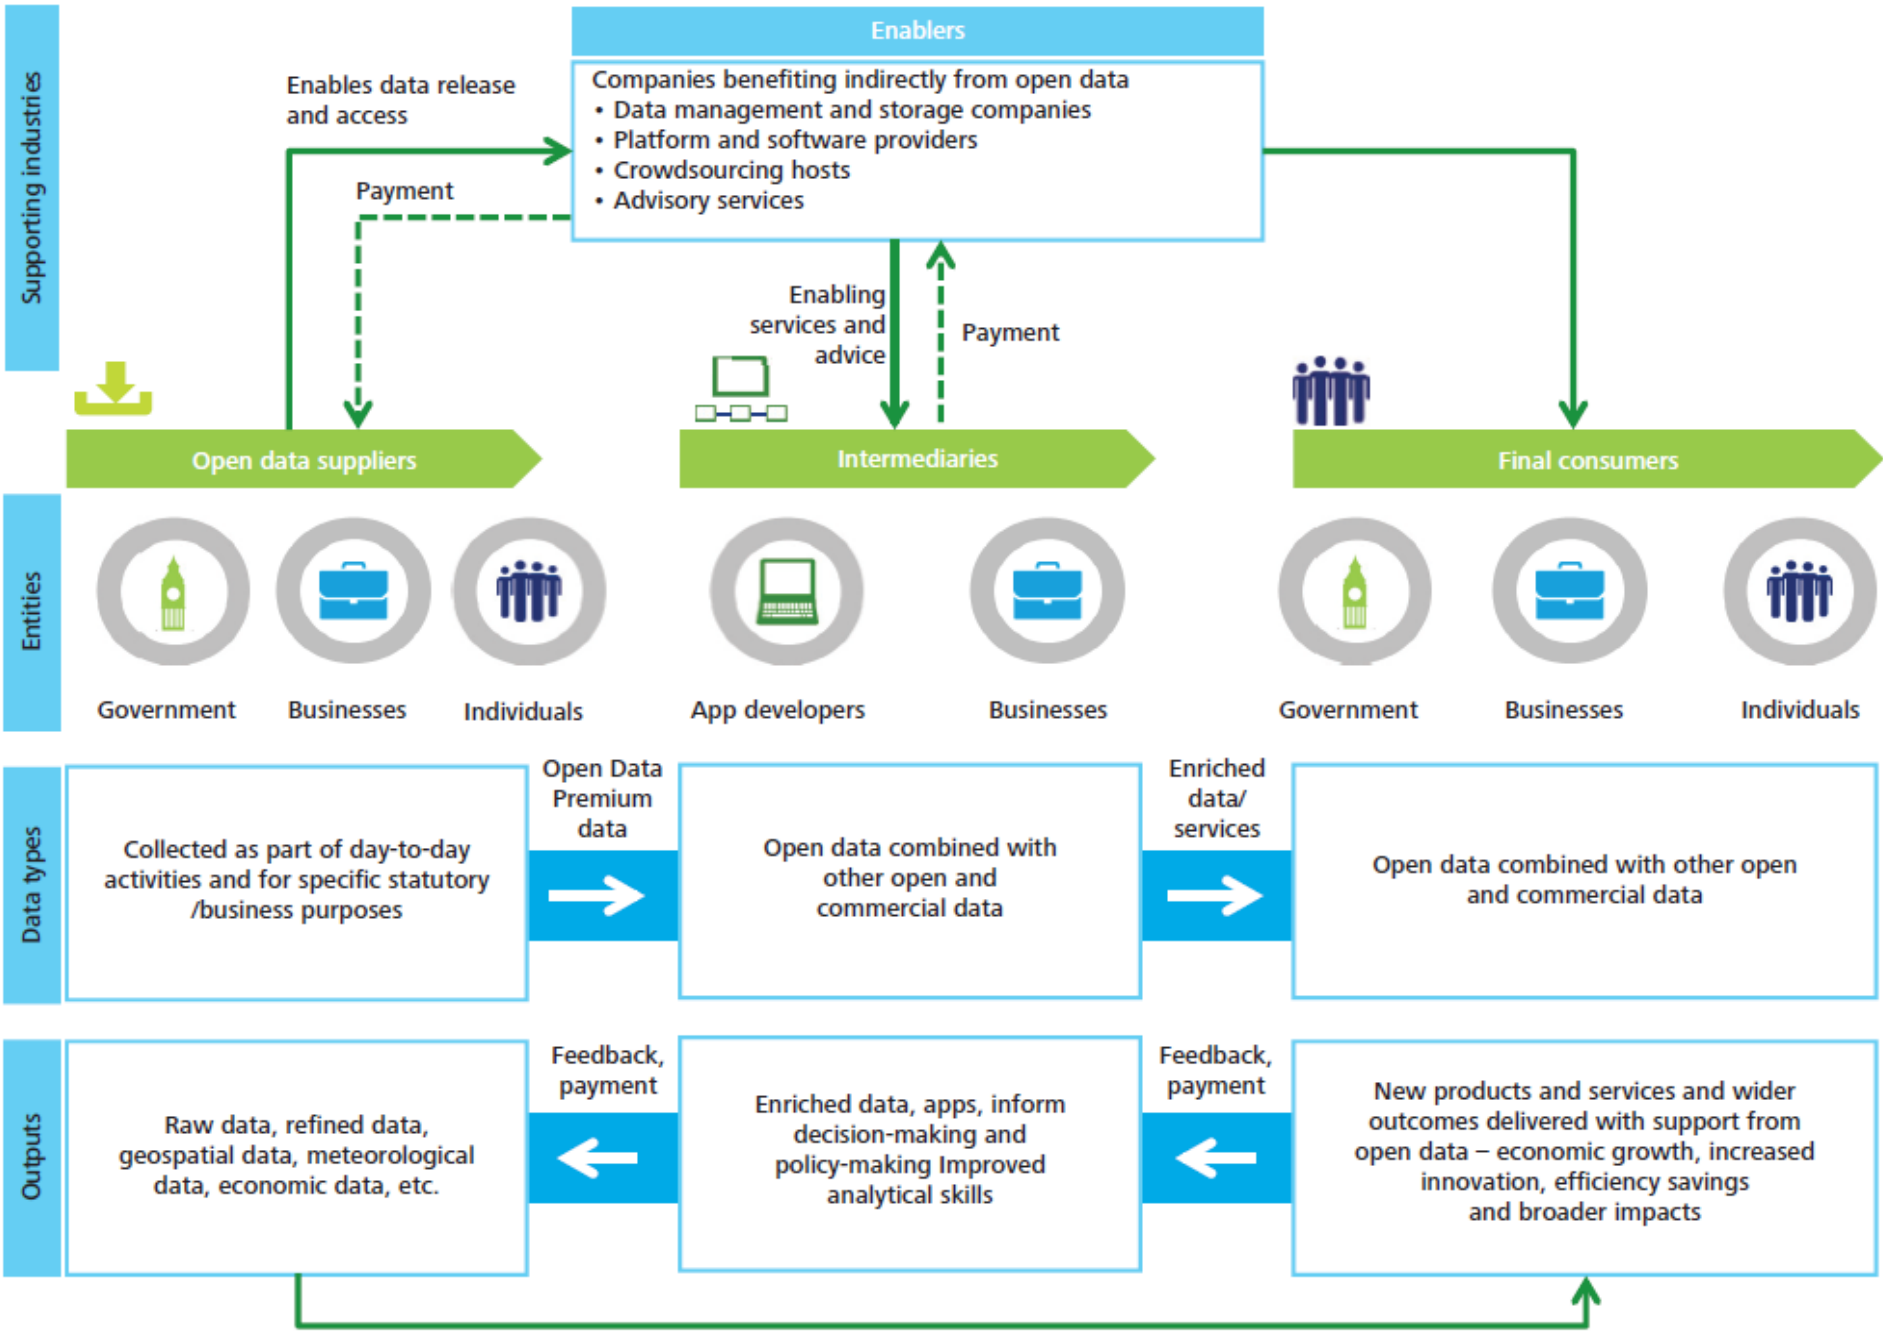 Supporting industries
Enablers
Companies benefiting indirectly from open data
• Data management and storage companies
• Platform and software providers
• Crowdsourcing hosts
• Advisory services
Enables data release
and access
Payment
Enabling
services and
advice
Payment
Open data suppliers
Intermediaries
Final consumers
Entities
Government
Businesses
Individuals
App developers
Businesses
Government
Businesses
Individuals
Data types
Collected as part of day-to-day
activities and for specific statutory
/business purposes
Open Data
Premium
data
Open data combined with
other open and
commercial data
Enriched
data/
services
Open data combined with other open
and commercial data
Outputs
Raw data, refined data,
geospatial data, meteorological
data, economic data, etc.
Feedback,
payment
Enriched data, apps, inform
decision-making and
policy-making Improved
analytical skills
Feedback,
payment
New products and services and wider
outcomes delivered with support from
open data – economic growth, increased
innovation, efficiency savings
and broader impacts